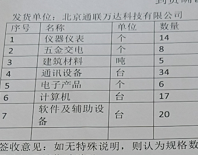 发货单位：北京通联万达科技有限公司
序号 名称 单位 数量
1 仪器仪表 个 14
2 五金交电 个 8
3 建筑材料 吨 5
4 通讯设备 台 34
5 电子产品 个 6
6 计算机 台 17
7 软件及辅助设备 台 20
签收意见：如无特殊说明，则认为规格数